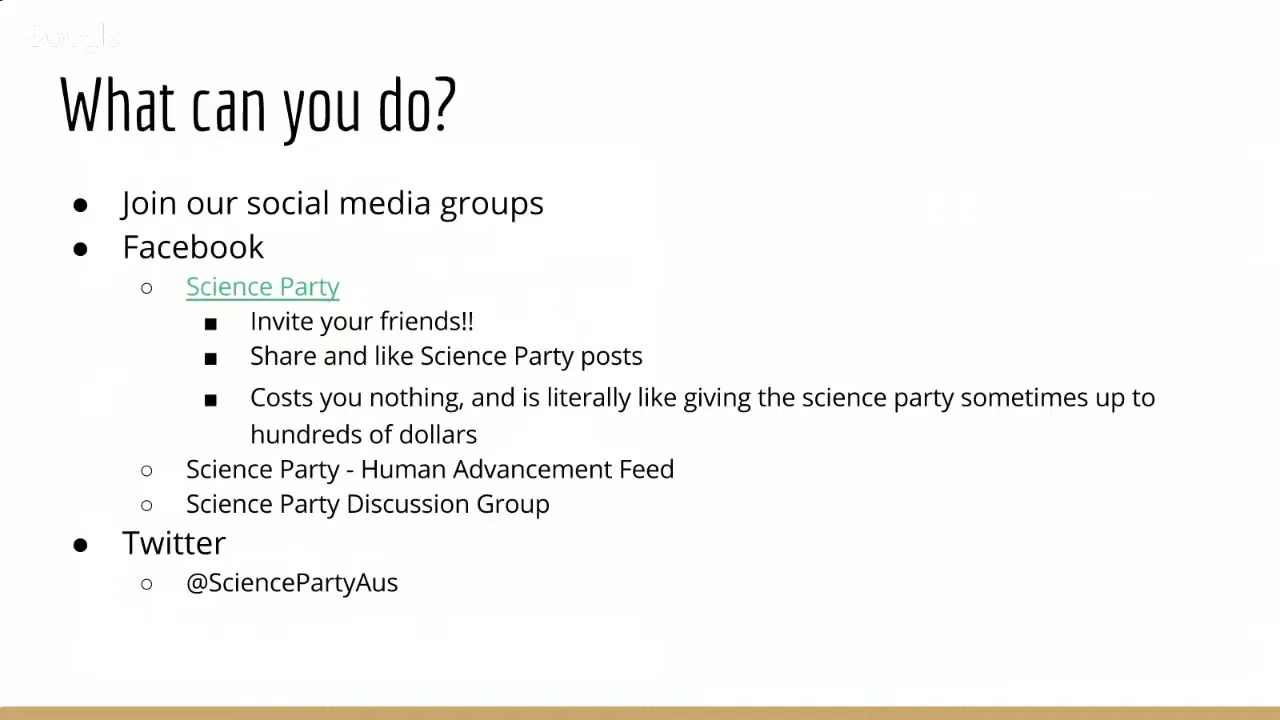 What can you do?
● Join our social media groups
● Facebook
○ Science Party
■ Invite your friends!!
■ Share and like Science Party posts
■ Costs you nothing, and is literally like giving the science party sometimes up to
hundreds of dollars
○ Science Party - Human Advancement Feed
○ Science Party Discussion Group
● Twitter
○ @SciencePartyAus